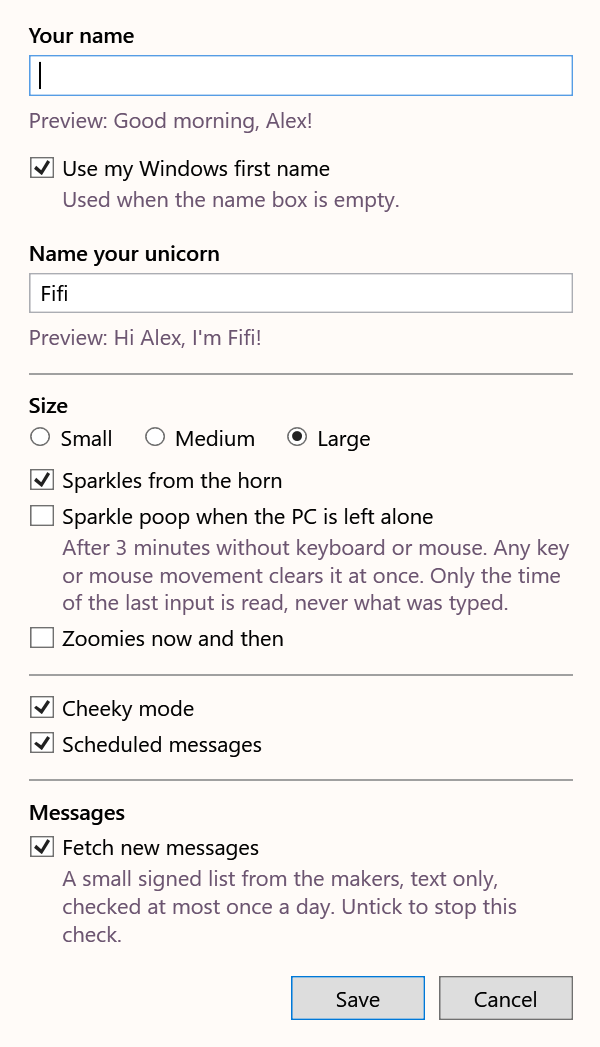 Your name
Preview: Good morning, Alex!
Use my Windows first name
Used when the name box is empty.
Name your unicorn
Fifi
Preview: Hi Alex, I'm Fifi!
Size
Small Medium Large
Sparkles from the horn
Sparkle poop when the PC is left alone
After 3 minutes without keyboard or mouse. Any key
or mouse movement clears it at once. Only the time
of the last input is read, never what was typed.
Zoomies now and then
Cheeky mode
Scheduled messages
Messages
Fetch new messages
A small signed list from the makers, text only,
checked at most once a day. Untick to stop this
check.
Save Cancel